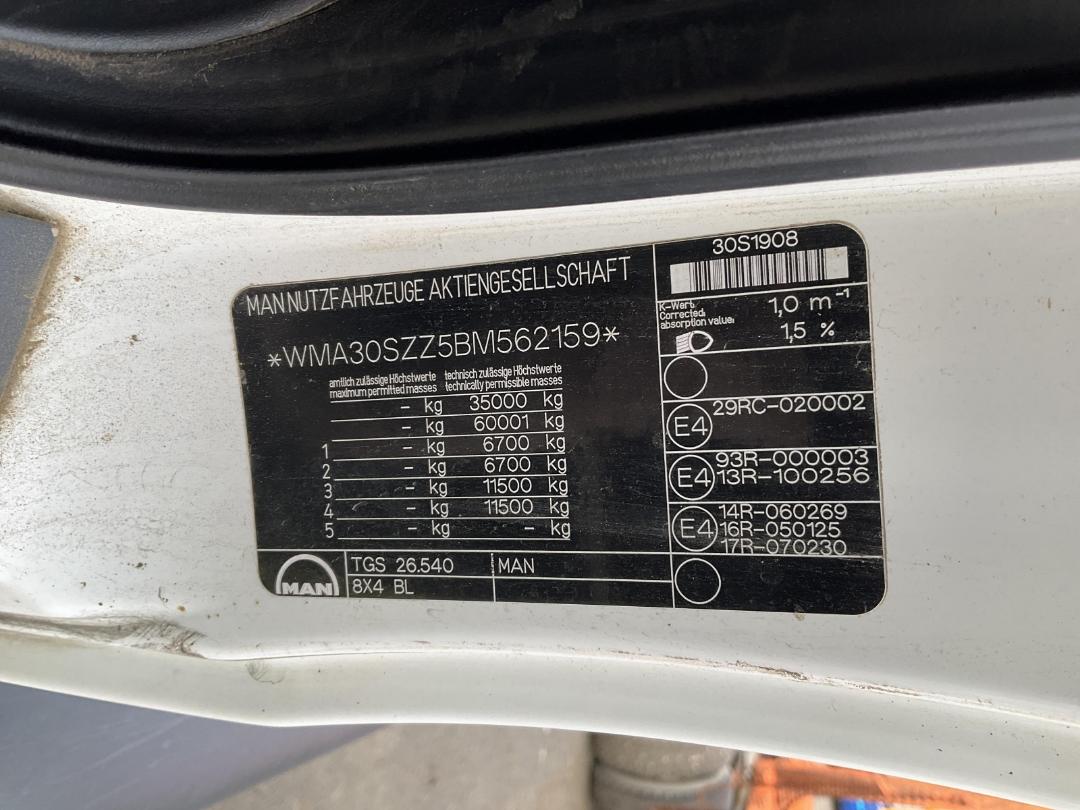 MAN NUTZFAHRZEUGE AKTIENGESELLSCHAFT
*WMA30SZZ5BM562159*
amtlich zulässige Höchstwerte technisch zulässige Höchstwerte
maximum permitted masses technically permissible masses
- kg 35000 kg
- kg 60001 kg
1 - kg 6700 kg
2 - kg 6700 kg
3 - kg 11500 kg
4 - kg 11500 kg
5 - kg - kg
MAN
TGS 26.540
8X4 BL
MAN
30S1908
K-Wert:
Corrected
absorption value:
1,0 m⁻¹
1,5 %
E4 29RC-020002
E4 93R-000003
13R-100256
E4 14R-060269
16R-050125
17R-070230